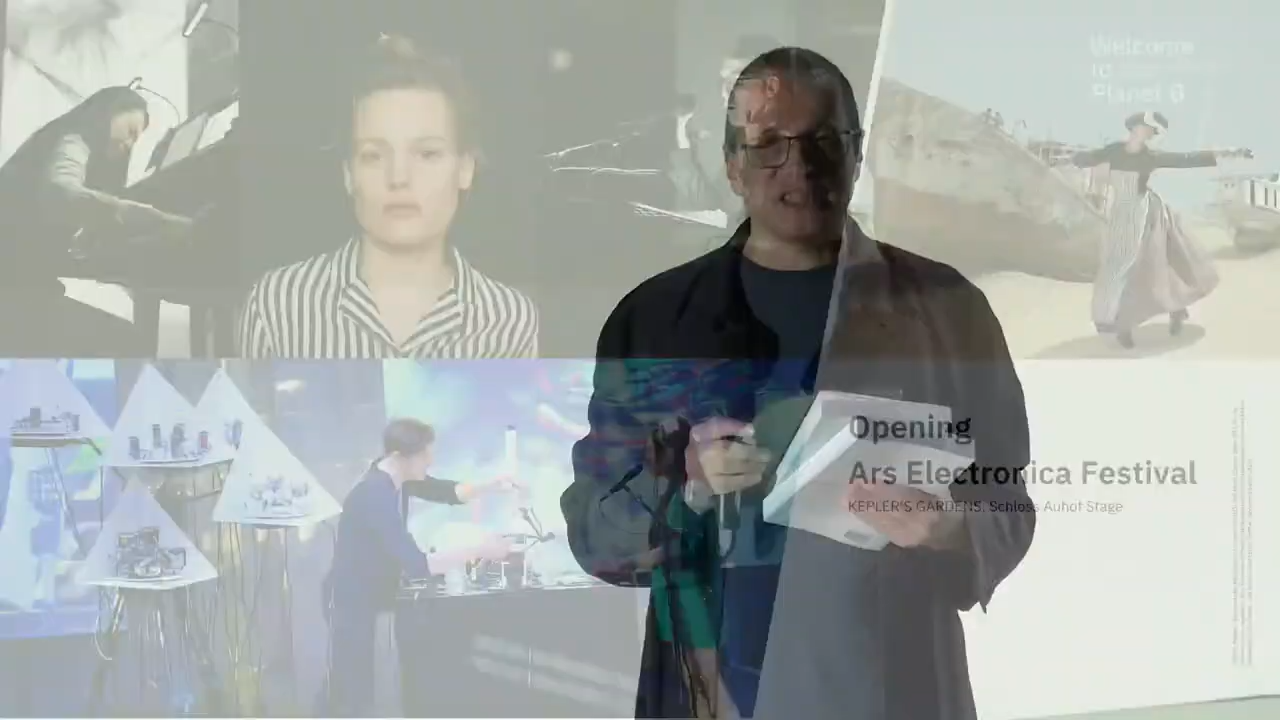 Welcome
to
Planet B
Opening
Ars Electronica Festival
KEPLER'S GARDENS, Schloss Auhof Stage